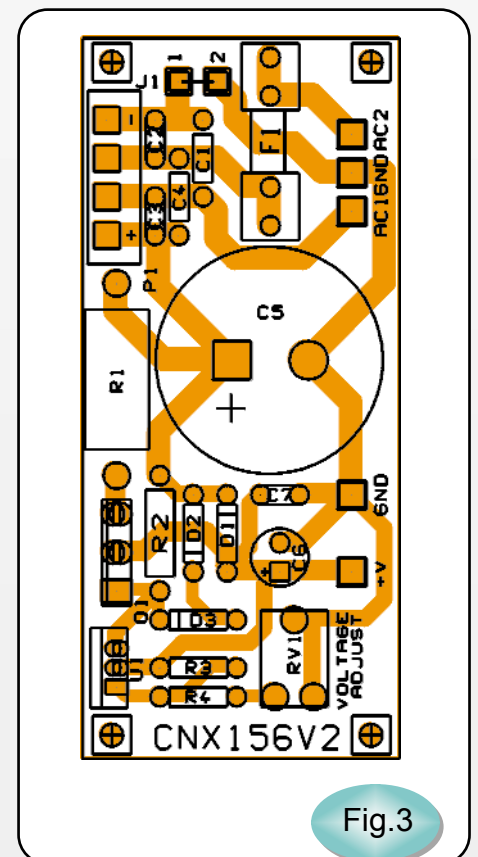 1 2
J1
AC2
GND
AC1
F1
-
C2
C1
C4
C3
+
P1
C5
R1
+
GND
C7
R2
D2
D1
C6
+
+V
Q1
D3
U1
R3
R4
RV1
VOLTAGE
ADJUST
CNX156V2
Fig.3